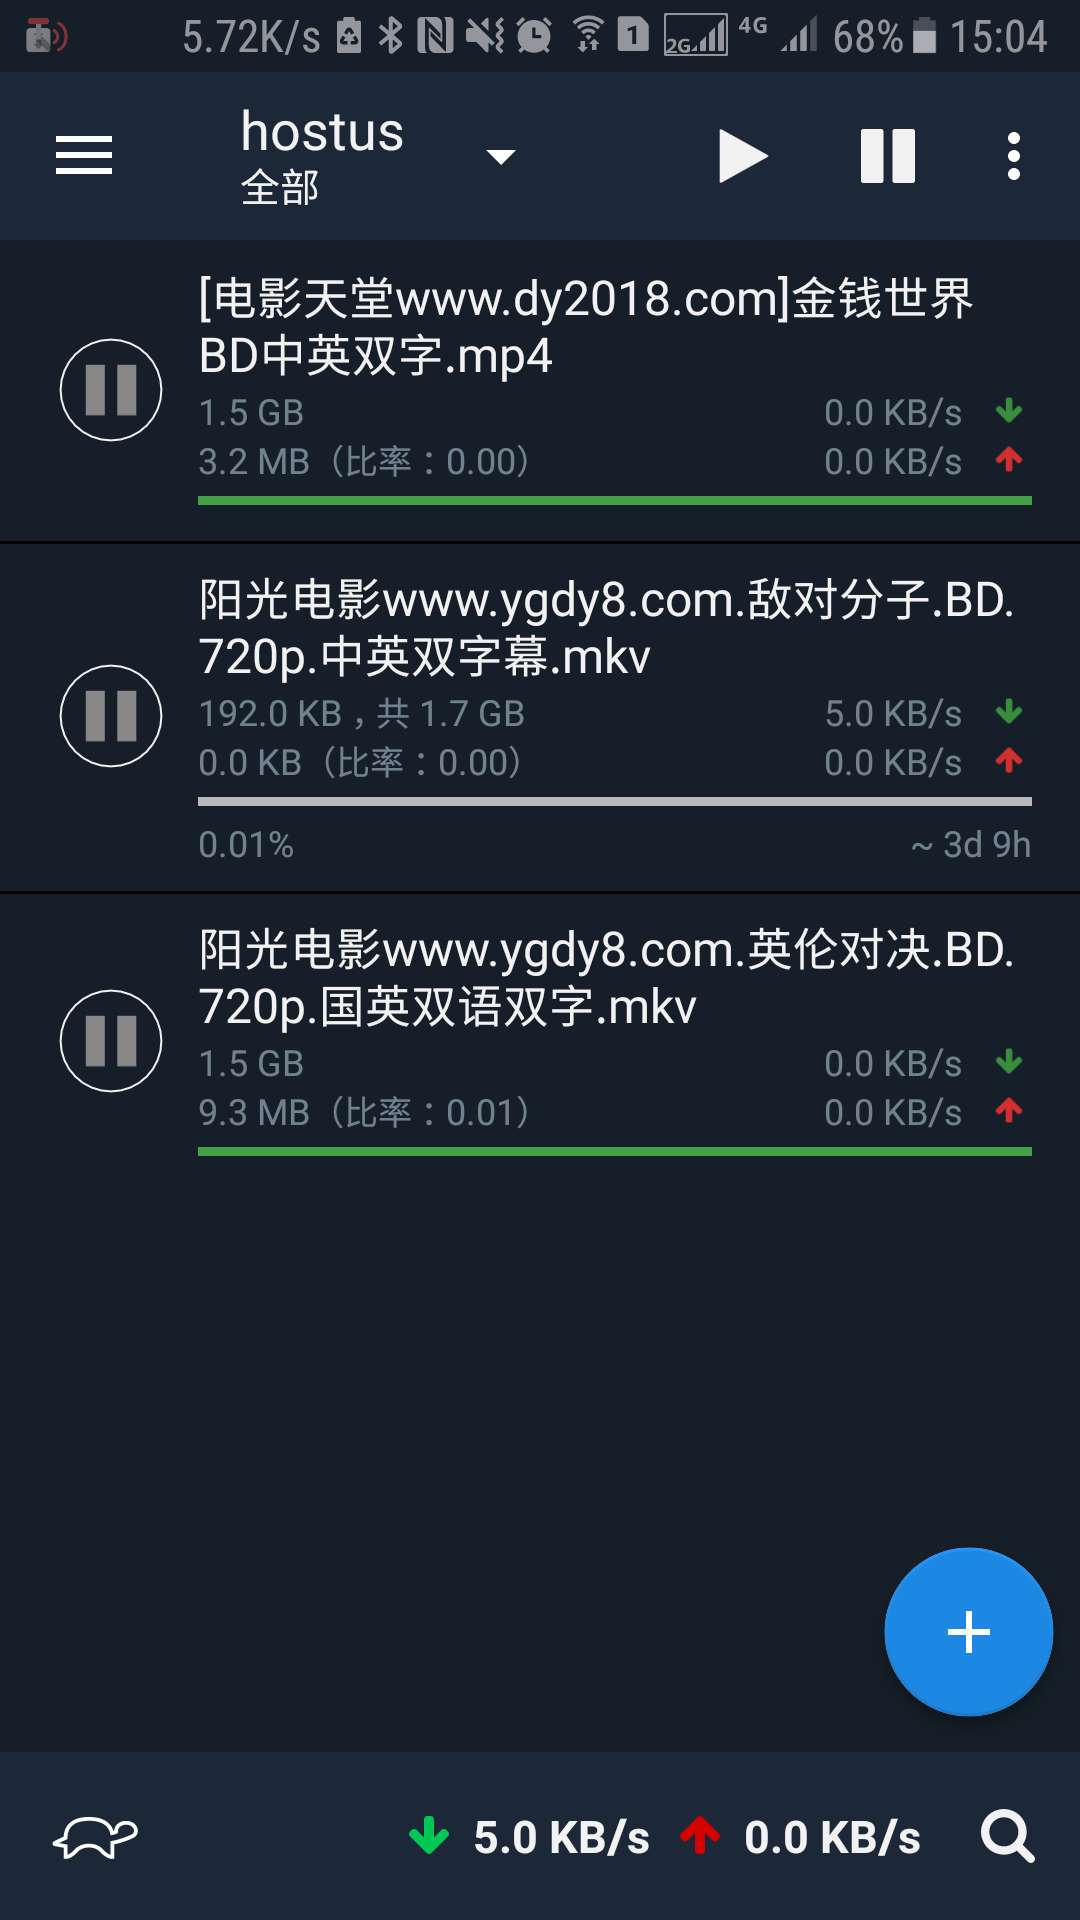 5.72K/s 1 2G 4G 68% 15:04
hostus
全部
[电影天堂www.dy2018.com]金钱世界
BD中英双字.mp4
1.5 GB 0.0 KB/s
3.2 MB（比率：0.00） 0.0 KB/s
阳光电影www.ygdy8.com.敌对分子.BD.
720p.中英双字幕.mkv
192.0 KB，共 1.7 GB 5.0 KB/s
0.0 KB（比率：0.00） 0.0 KB/s
0.01% ~ 3d 9h
阳光电影www.ygdy8.com.英伦对决.BD.
720p.国英双语双字.mkv
1.5 GB 0.0 KB/s
9.3 MB（比率：0.01） 0.0 KB/s
5.0 KB/s 0.0 KB/s